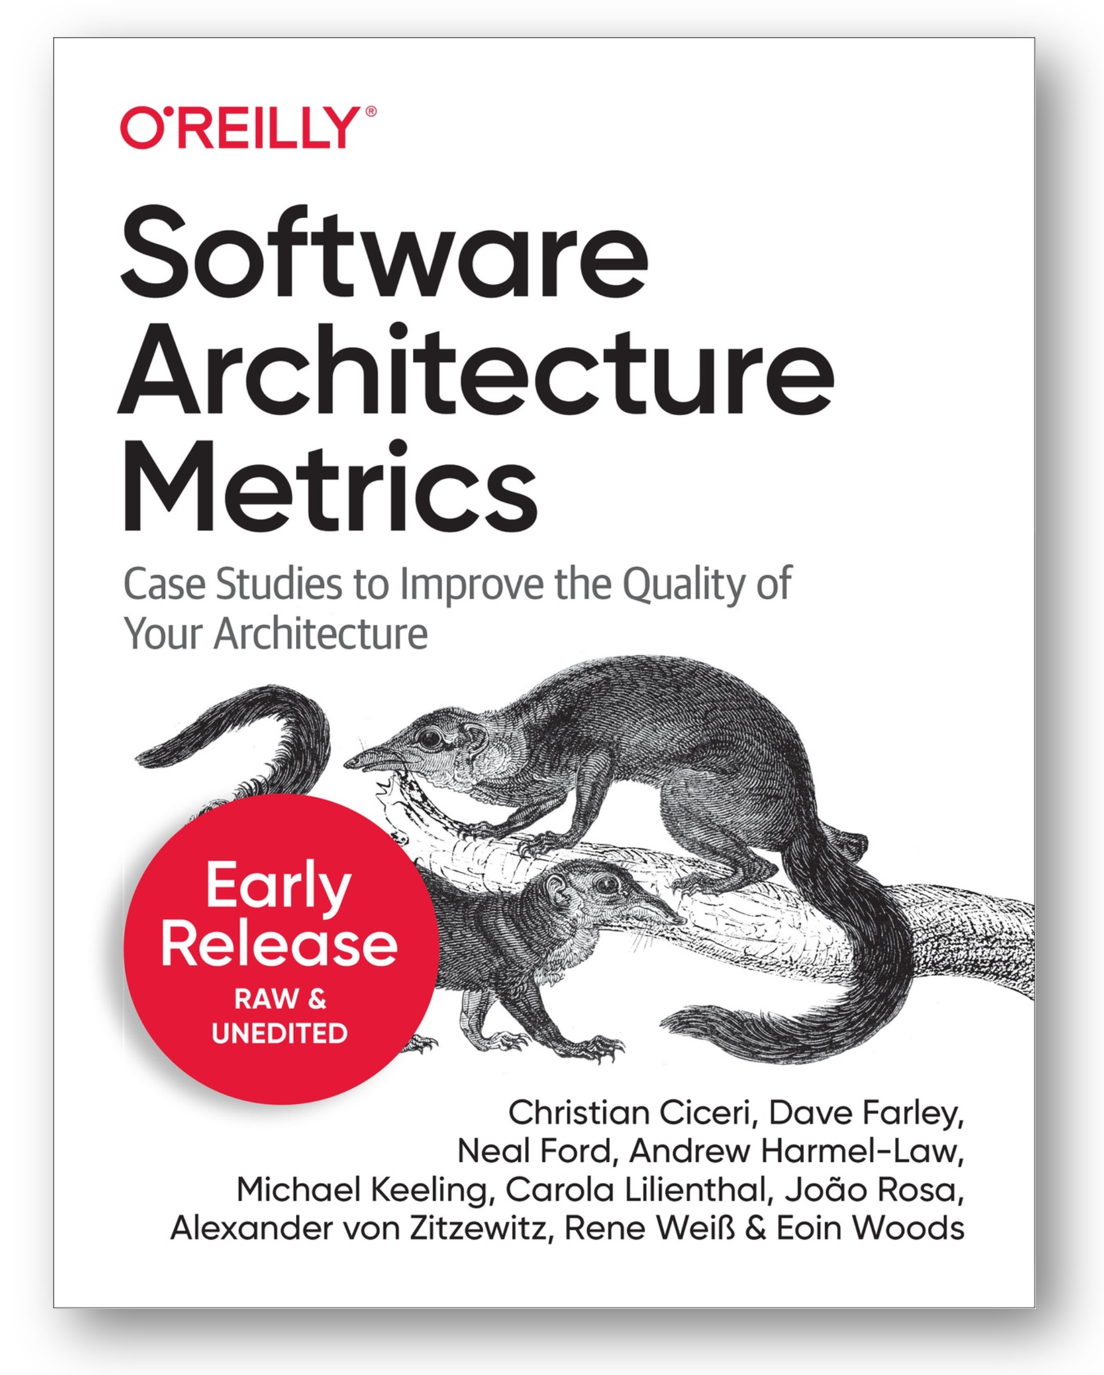 O'REILLY®
Software
Architecture
Metrics
Case Studies to Improve the Quality of
Your Architecture
Early
Release
RAW &
UNEDITED
Christian Ciceri, Dave Farley,
Neal Ford, Andrew Harmel-Law,
Michael Keeling, Carola Lilienthal, João Rosa,
Alexander von Zitzewitz, Rene Weiß & Eoin Woods